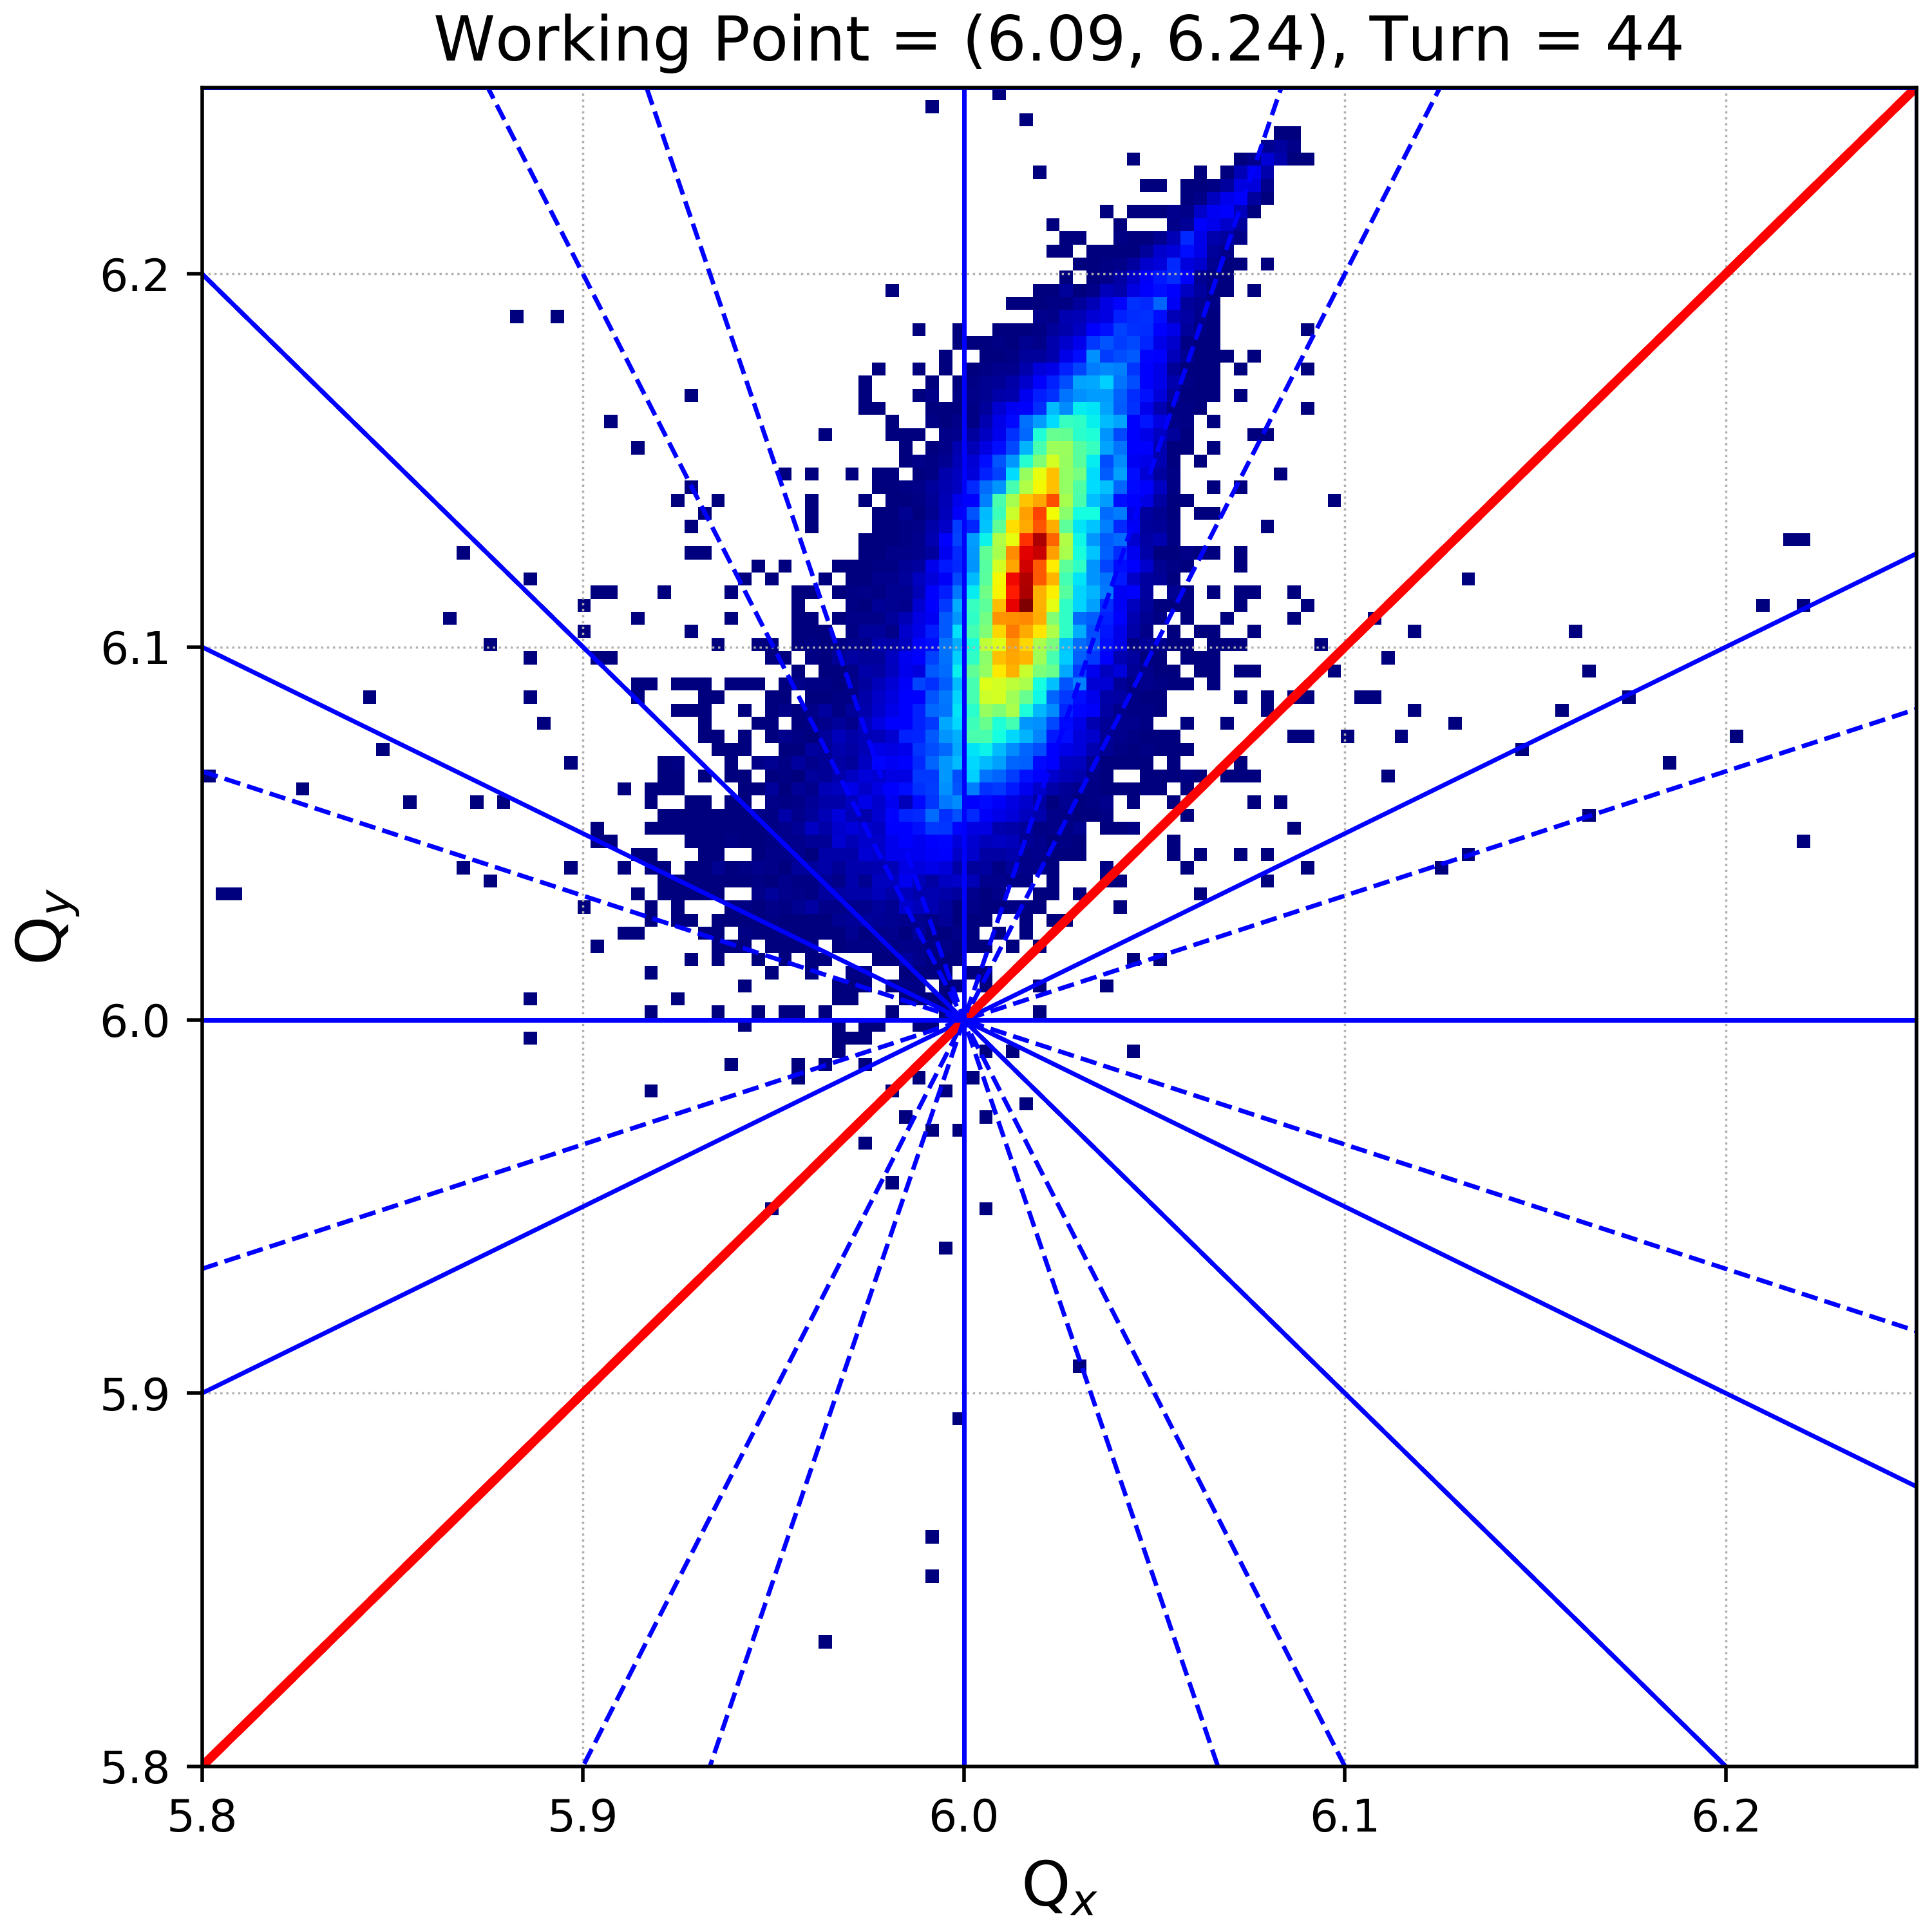 Working Point = (6.09, 6.24), Turn = 44
6.2
6.1
6.0
5.9
5.8
Qy
5.8 5.9 6.0 6.1 6.2
Qx